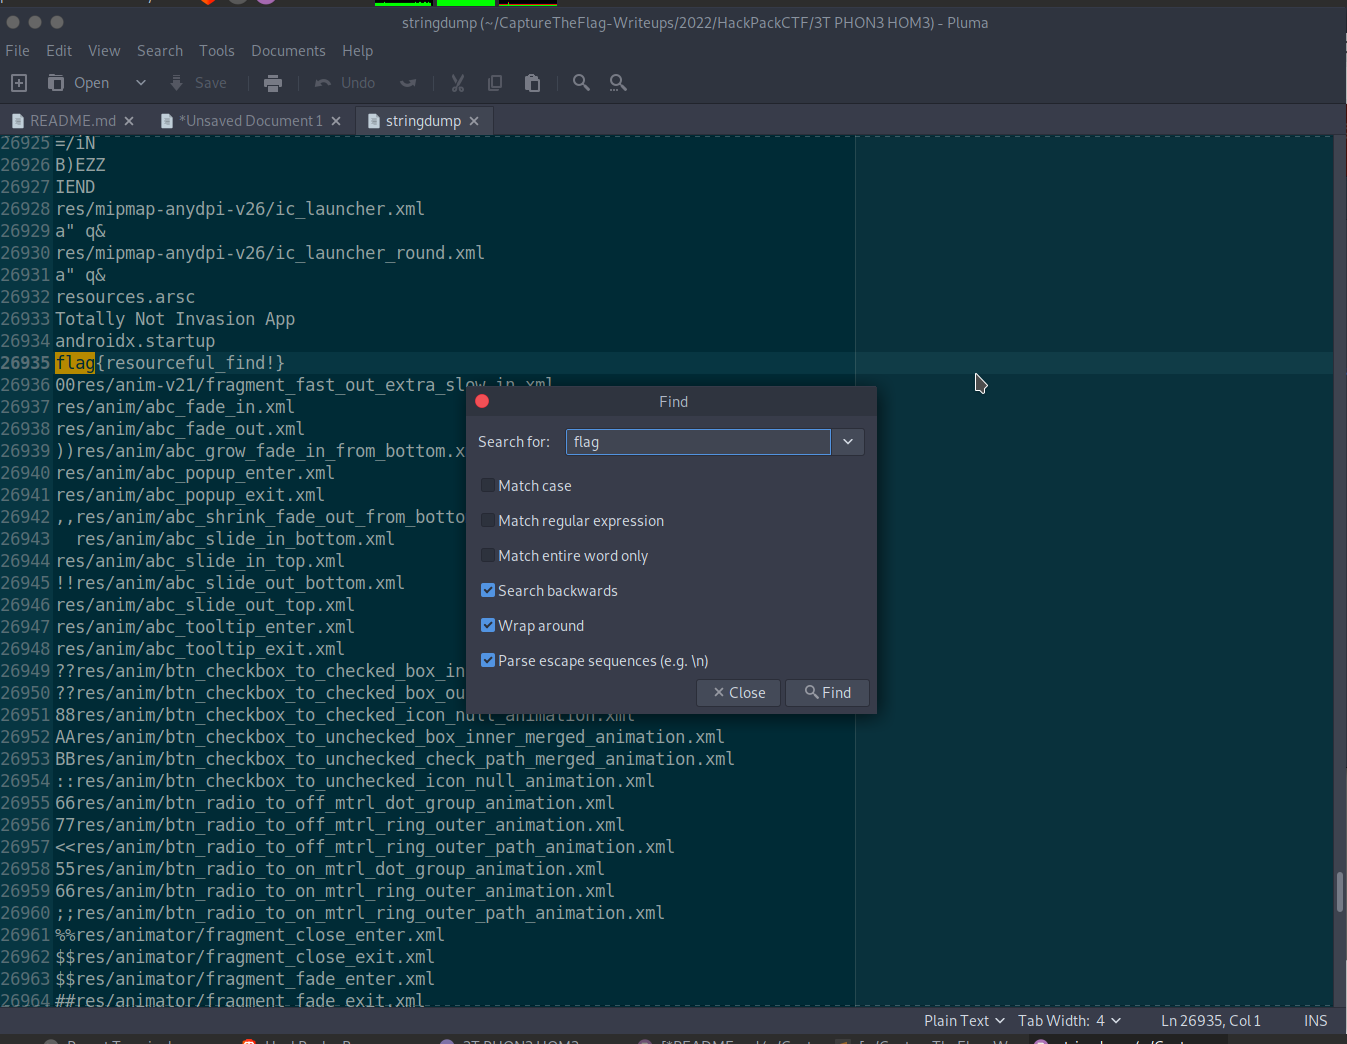 stringdump (~/CaptureTheFlag-Writeups/2022/HackPackCTF/3T PHON3 HOM3) - Pluma
File Edit View Search Tools Documents Help
Open Save Undo
README.md *Unsaved Document 1 stringdump
26925 =/iN
26926 B)EZZ
26927 IEND
26928 res/mipmap-anydpi-v26/ic_launcher.xml
26929 a" q&
26930 res/mipmap-anydpi-v26/ic_launcher_round.xml
26931 a" q&
26932 resources.arsc
26933 Totally Not Invasion App
26934 androidx.startup
26935 flag{resourceful_find!}
26936 00res/anim-v21/fragment_fast_out_extra_slow_in.xml
26937 res/anim/abc_fade_in.xml
26938 res/anim/abc_fade_out.xml
26939 ))res/anim/abc_grow_fade_in_from_bottom.x
26940 res/anim/abc_popup_enter.xml
26941 res/anim/abc_popup_exit.xml
26942 ,,res/anim/abc_shrink_fade_out_from_botto
26943 res/anim/abc_slide_in_bottom.xml
26944 res/anim/abc_slide_in_top.xml
26945 !!res/anim/abc_slide_out_bottom.xml
26946 res/anim/abc_slide_out_top.xml
26947 res/anim/abc_tooltip_enter.xml
26948 res/anim/abc_tooltip_exit.xml
26949 ??res/anim/btn_checkbox_to_checked_box_in
26950 ??res/anim/btn_checkbox_to_checked_box_ou
26951 88res/anim/btn_checkbox_to_checked_icon_null_animation.xml
26952 AAres/anim/btn_checkbox_to_unchecked_box_inner_merged_animation.xml
26953 BBres/anim/btn_checkbox_to_unchecked_check_path_merged_animation.xml
26954 ::res/anim/btn_checkbox_to_unchecked_icon_null_animation.xml
26955 66res/anim/btn_radio_to_off_mtrl_dot_group_animation.xml
26956 77res/anim/btn_radio_to_off_mtrl_ring_outer_animation.xml
26957 <<res/anim/btn_radio_to_off_mtrl_ring_outer_path_animation.xml
26958 55res/anim/btn_radio_to_on_mtrl_dot_group_animation.xml
26959 66res/anim/btn_radio_to_on_mtrl_ring_outer_animation.xml
26960 ;;res/anim/btn_radio_to_on_mtrl_ring_outer_path_animation.xml
26961 %%res/animator/fragment_close_enter.xml
26962 $$res/animator/fragment_close_exit.xml
26963 $$res/animator/fragment_fade_enter.xml
26964 ##res/animator/fragment_fade_exit.xml
Find
Search for: flag
Match case
Match regular expression
Match entire word only
Search backwards
Wrap around
Parse escape sequences (e.g. \n)
Close Find
Plain Text Tab Width: 4 Ln 26935, Col 1 INS